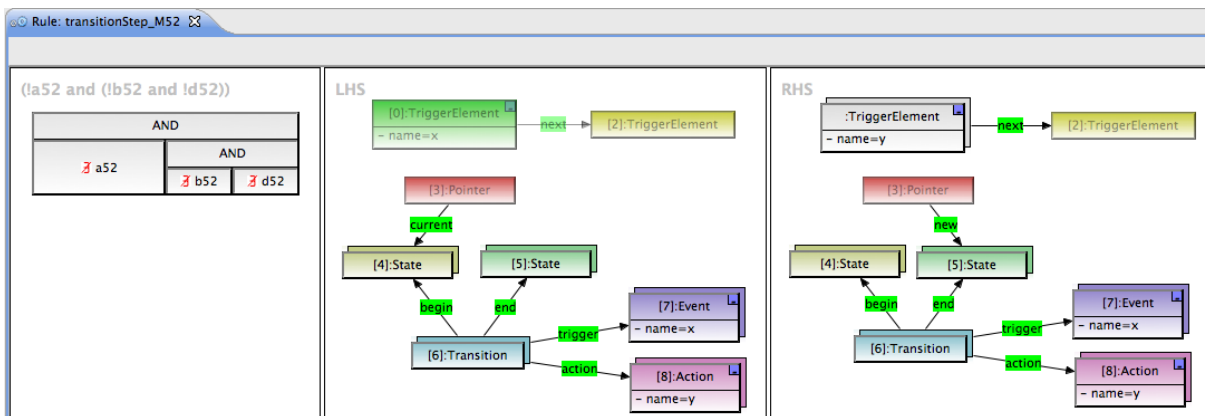 Rule: transitionStep_M52
(!a52 and (!b52 and !d52))
AND
AND
∄ a52
∄ b52
∄ d52
LHS
[0]:TriggerElement
- name=x
next
[2]:TriggerElement
[3]:Pointer
current
[4]:State
[5]:State
begin
end
[7]:Event
- name=x
trigger
[6]:Transition
action
[8]:Action
- name=y
RHS
:TriggerElement
- name=y
next
[2]:TriggerElement
[3]:Pointer
new
[4]:State
[5]:State
begin
end
[7]:Event
- name=x
trigger
[6]:Transition
action
[8]:Action
- name=y